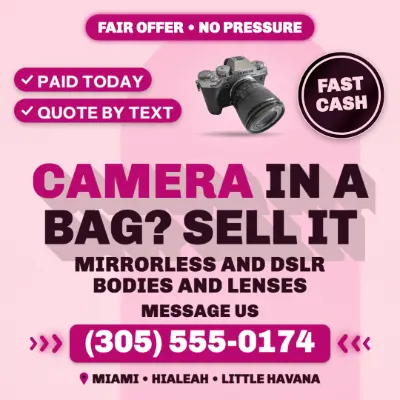 FAIR OFFER • NO PRESSURE
✓ PAID TODAY
✓ QUOTE BY TEXT
FAST
CASH
CAMERA IN A
BAG? SELL IT
MIRRORLESS AND DSLR
BODIES AND LENSES
MESSAGE US
(305) 555-0174
MIAMI • HIALEAH • LITTLE HAVANA